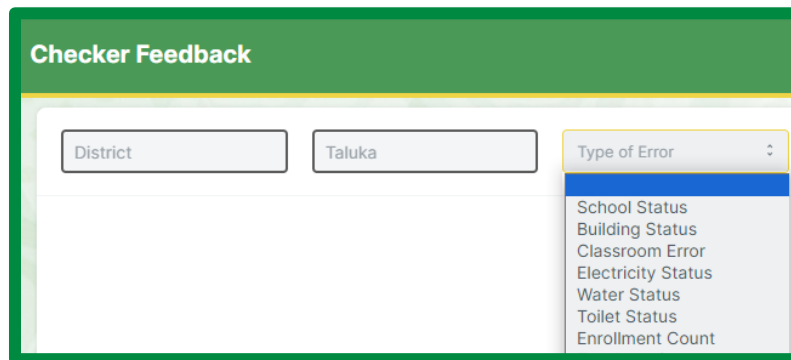 Checker Feedback
District
Taluka
Type of Error
School Status
Building Status
Classroom Error
Electricity Status
Water Status
Toilet Status
Enrollment Count